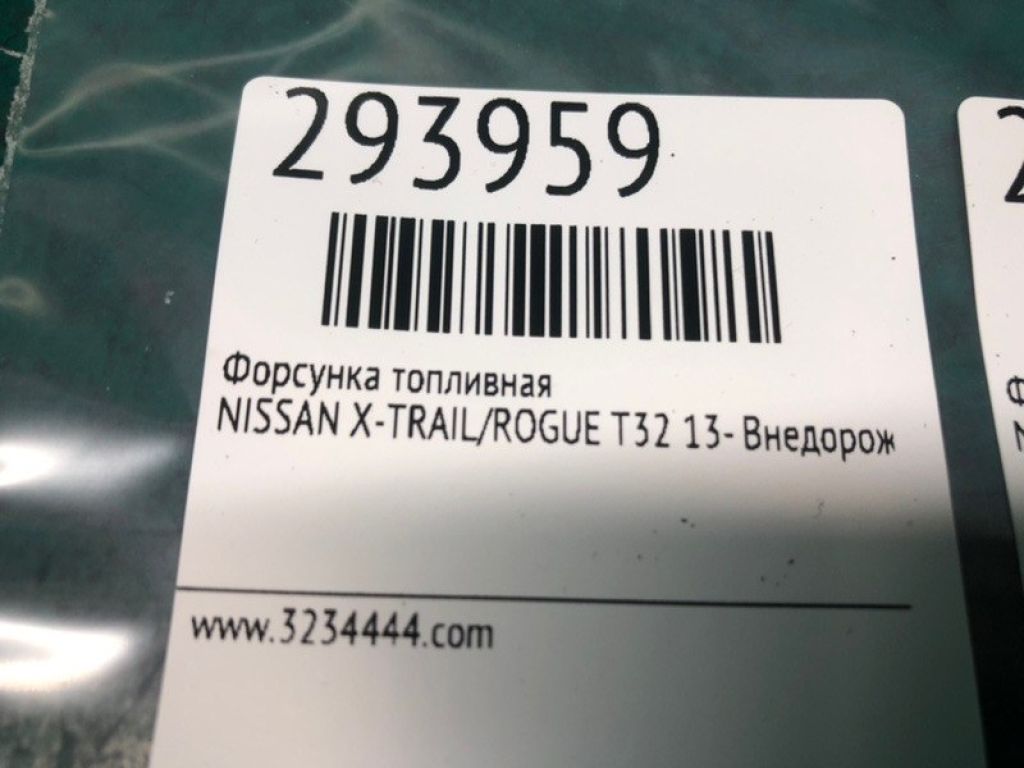 293959
Форсунка топливная
NISSAN X-TRAIL/ROGUE T32 13- Внедорож
www.3234444.com